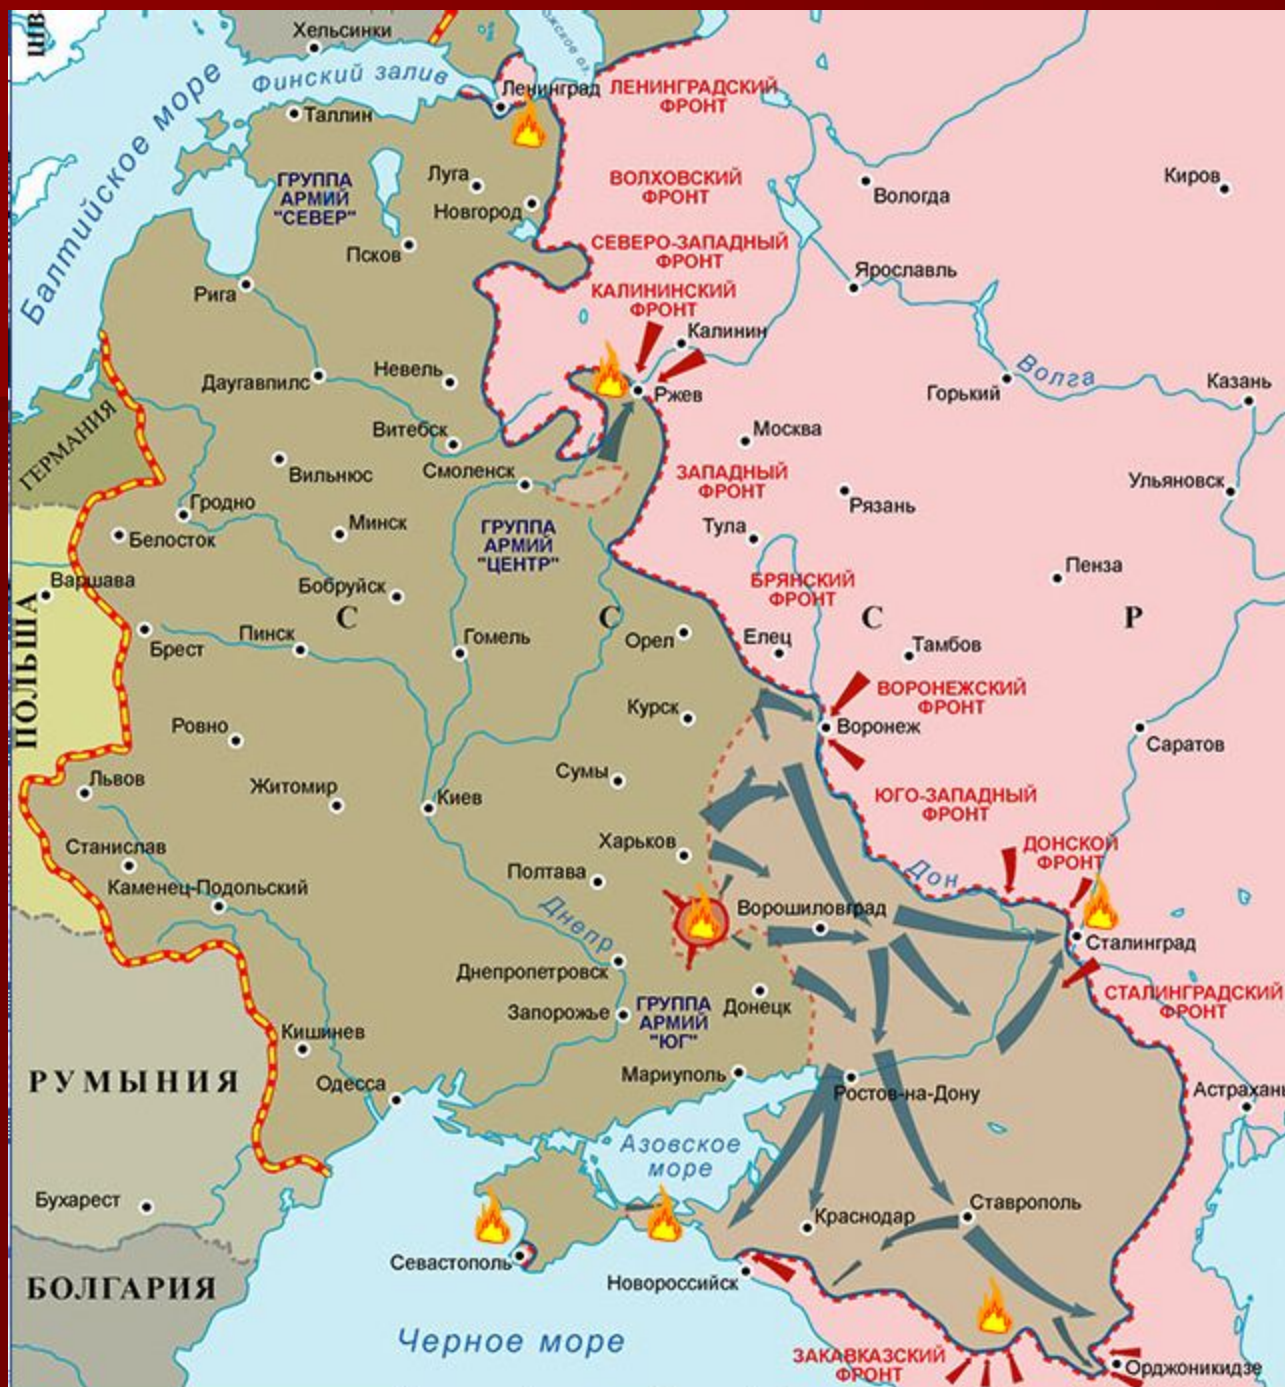 ШВ
Хельсинки
Финский залив
Балтийское море
Таллин
Ленинград
ЛЕНИНГРАДСКИЙ
ФРОНТ
ГРУППА
АРМИЙ
"СЕВЕР"
Луга
Новгород
Псков
ВОЛХОВСКИЙ
ФРОНТ
Вологда
Киров
СЕВЕРО-ЗАПАДНЫЙ
ФРОНТ
Рига
КАЛИНИНСКИЙ
ФРОНТ
Ярославль
Калинин
Даугавпилс
Невель
Ржев
Горький
Волга
Казань
ГЕРМАНИЯ
Витебск
Москва
Вильнюс
Смоленск
ЗАПАДНЫЙ
ФРОНТ
Ульяновск
Гродно
Рязань
Белосток
Минск
ГРУППА
АРМИЙ
"ЦЕНТР"
Тула
Варшава
Бобруйск
БРЯНСКИЙ
ФРОНТ
Пенза
ПОЛЬША
С С С Р
Брест
Пинск
Гомель
Орел
Елец
Тамбов
ВОРОНЕЖСКИЙ
ФРОНТ
Ровно
Курск
Воронеж
Саратов
Львов
Житомир
Киев
Сумы
ЮГО-ЗАПАДНЫЙ
ФРОНТ
Станислав
Харьков
ДОНСКОЙ
ФРОНТ
Каменец-Подольский
Полтава
Дон
Днепр
Ворошиловград
Сталинград
Днепропетровск
Запорожье
ГРУППА
АРМИЙ
"ЮГ"
Донецк
СТАЛИНГРАДСКИЙ
ФРОНТ
Кишинев
РУМЫНИЯ
Одесса
Мариуполь
Ростов-на-Дону
Астрахань
Азовское
море
Бухарест
Ставрополь
Краснодар
Севастополь
Новороссийск
БОЛГАРИЯ
Черное море
ЗАКАВКАЗСКИЙ
ФРОНТ
Орджоникидзе